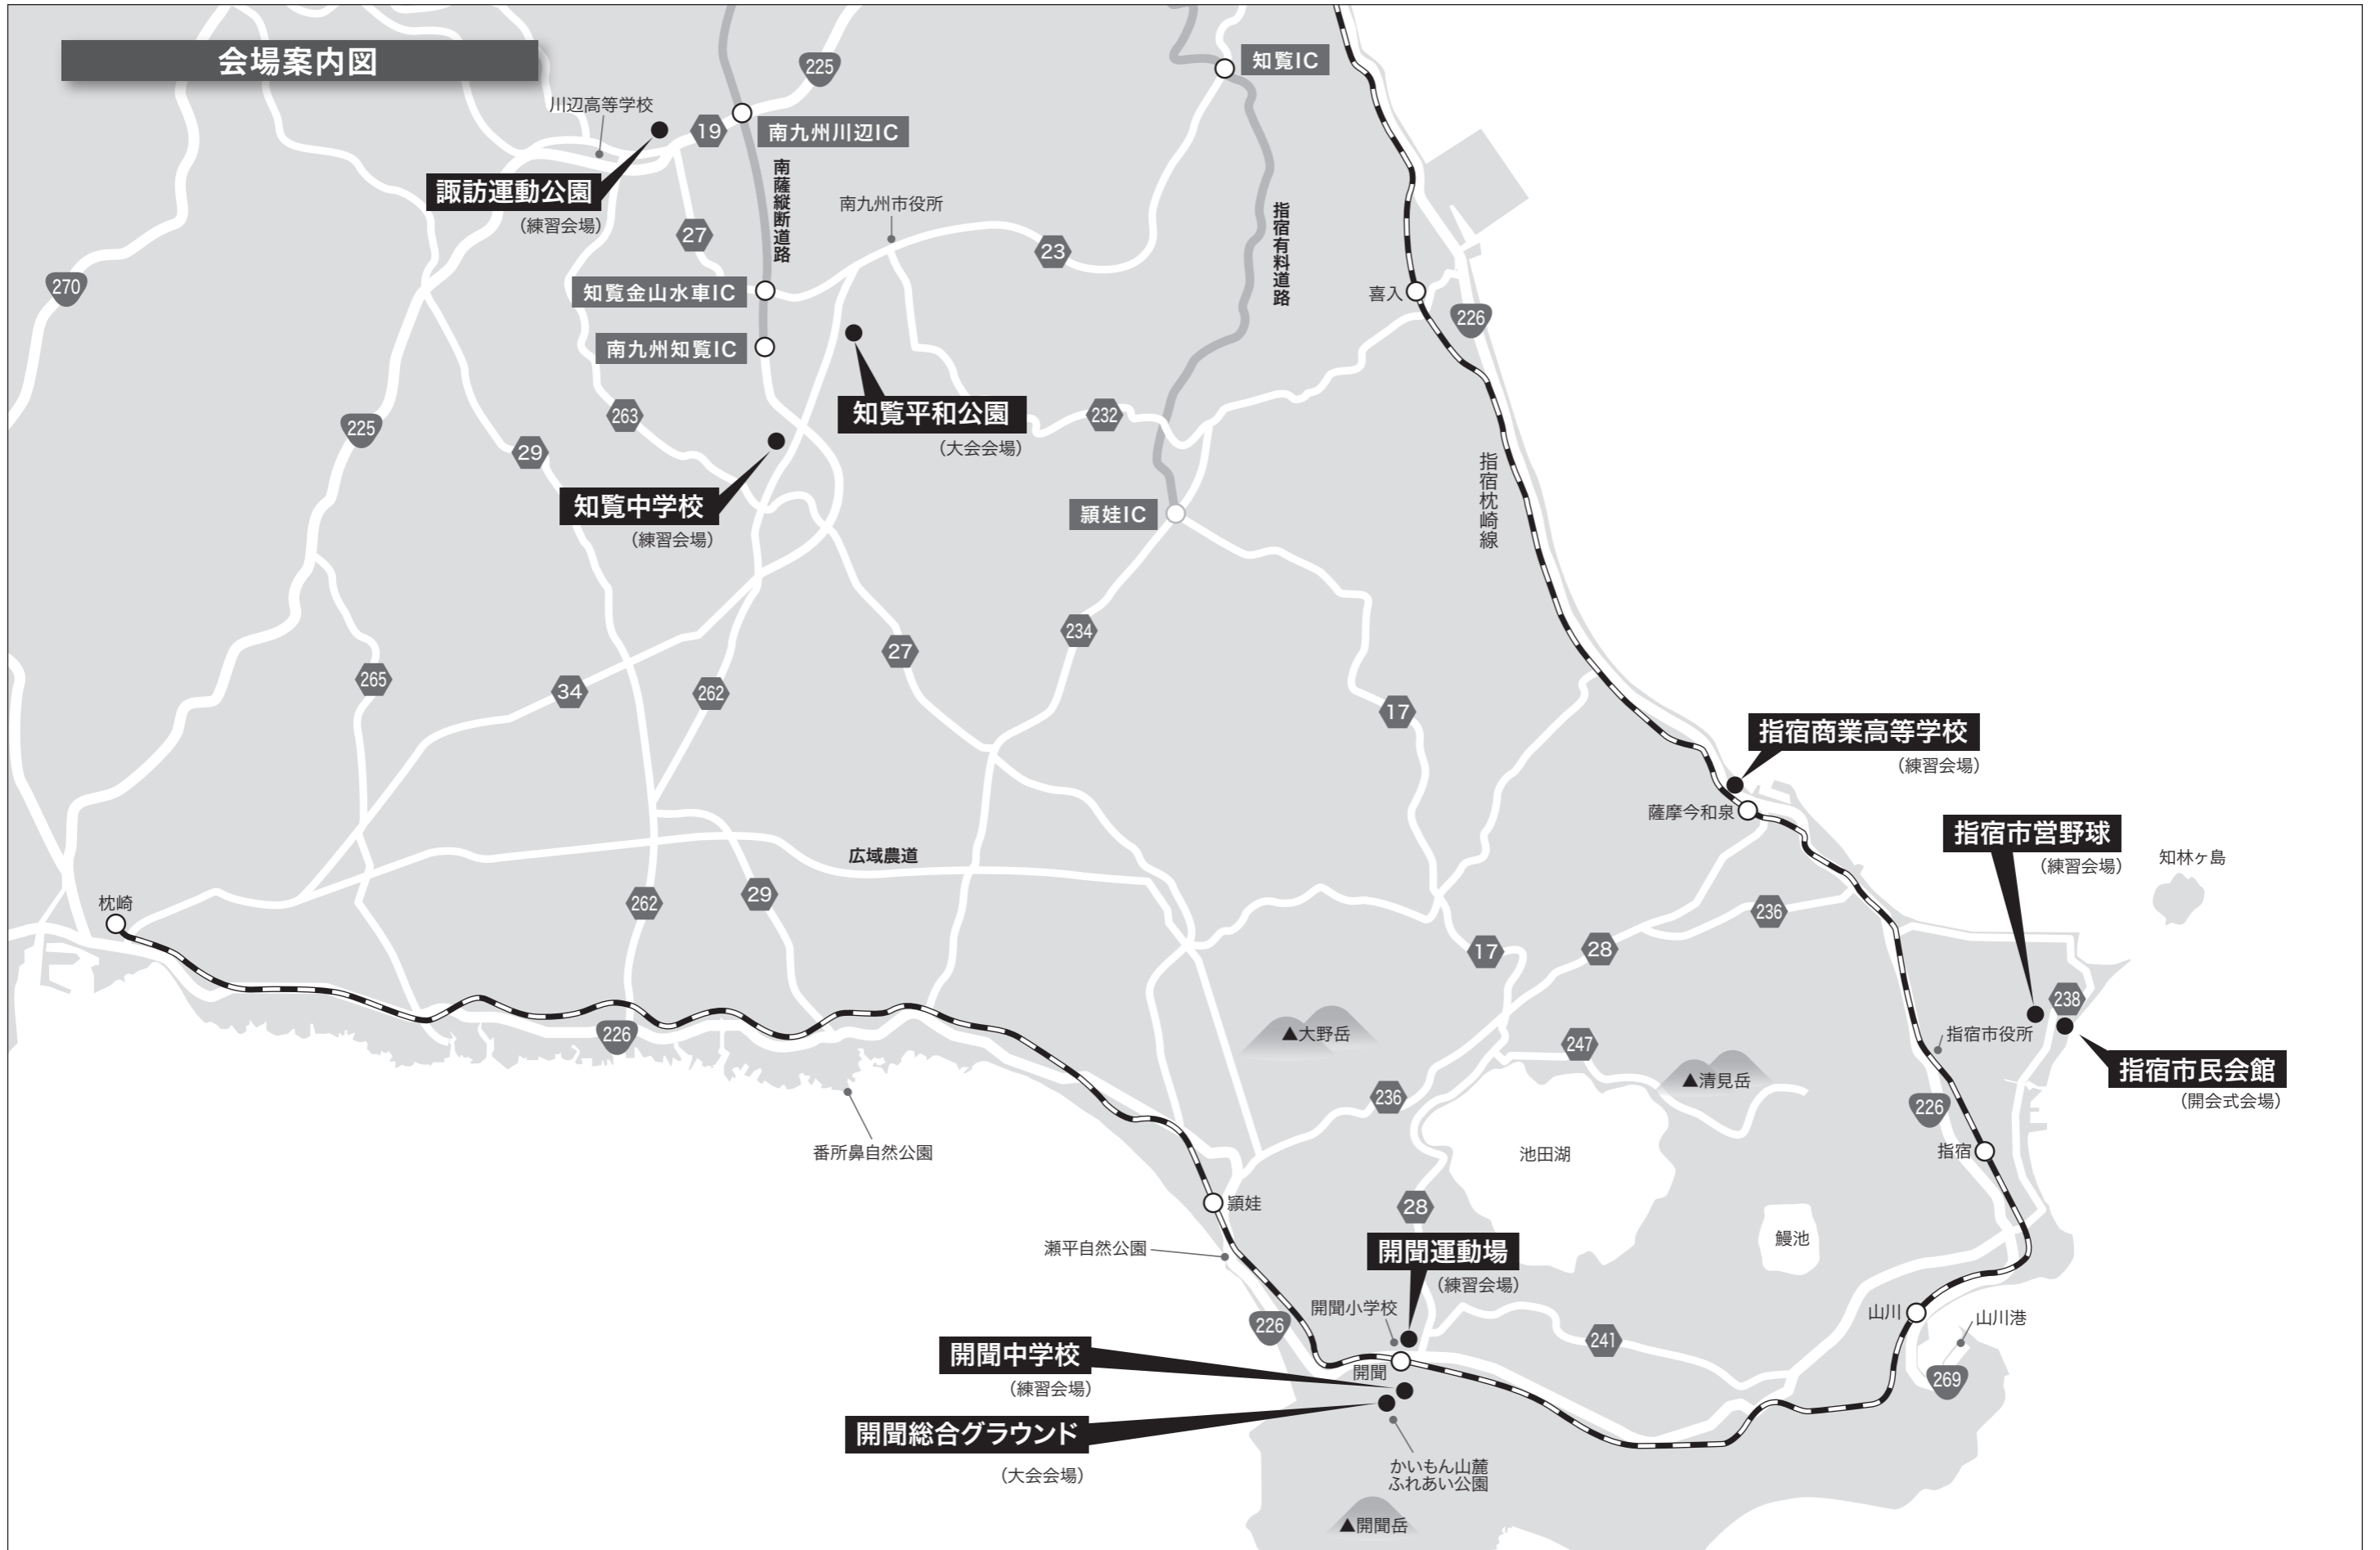 会場案内図
225
知覧IC
川辺高等学校
19
南九州川辺IC
諏訪運動公園
(練習会場)
南薩縦断道路
南九州市役所
27
23
指宿有料道路
270
知覧金山水車IC
喜入
226
南九州知覧IC
知覧平和公園
(大会会場)
263
232
225
29
知覧中学校
(練習会場)
頴娃IC
指宿枕崎線
234
27
265
34
262
17
指宿商業高等学校
(練習会場)
薩摩今和泉
指宿市営野球
(練習会場)
知林ヶ島
広域農道
枕崎
262
29
236
17
28
238
226
▲大野岳
247
指宿市役所
▲清見岳
指宿市民会館
(開会式会場)
236
226
番所鼻自然公園
池田湖
指宿
頴娃
28
瀬平自然公園
開聞運動場
(練習会場)
鰻池
開聞小学校
226
241
山川
山川港
開聞中学校
(練習会場)
開聞
269
開聞総合グラウンド
(大会会場)
かいもん山麓
ふれあい公園
▲開聞岳